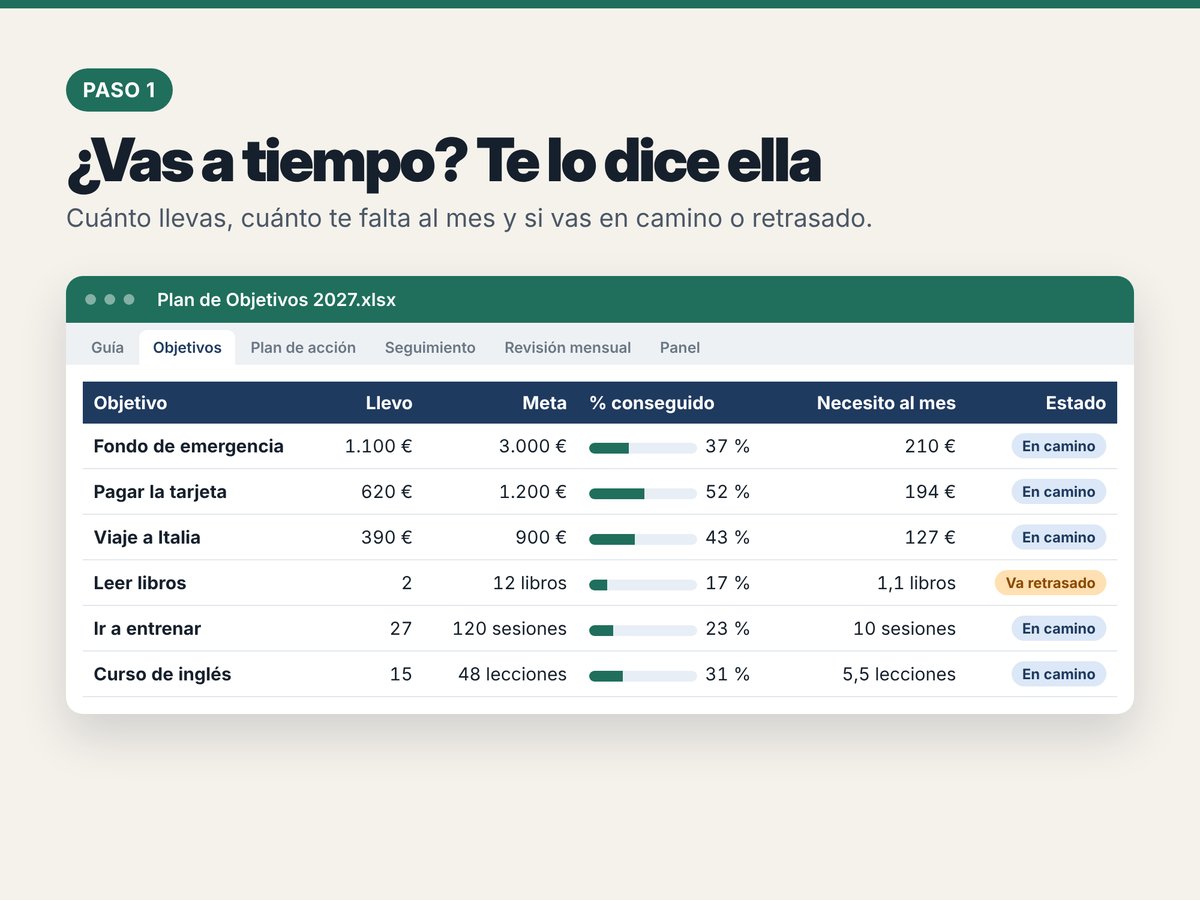 PASO 1
¿Vas a tiempo? Te lo dice ella
Cuánto llevas, cuánto te falta al mes y si vas en camino o retrasado.
Plan de Objetivos 2027.xlsx
Guía Objetivos Plan de acción Seguimiento Revisión mensual Panel
Objetivo Llevo Meta % conseguido Necesito al mes Estado
Fondo de emergencia 1.100 € 3.000 € 37 % 210 € En camino
Pagar la tarjeta 620 € 1.200 € 52 % 194 € En camino
Viaje a Italia 390 € 900 € 43 % 127 € En camino
Leer libros 2 12 libros 17 % 1,1 libros Va retrasado
Ir a entrenar 27 120 sesiones 23 % 10 sesiones En camino
Curso de inglés 15 48 lecciones 31 % 5,5 lecciones En camino